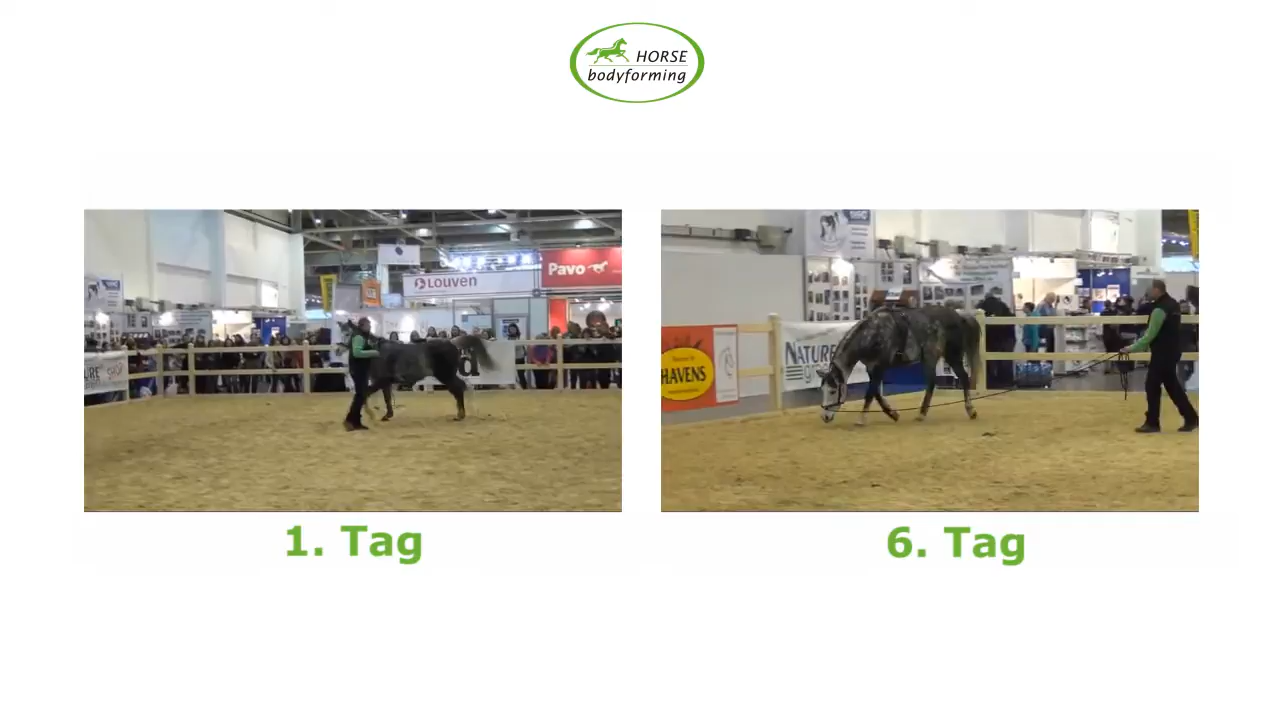 HORSE
bodyforming
Louven
Pavo
NATURE
HAVENS
1. Tag
6. Tag